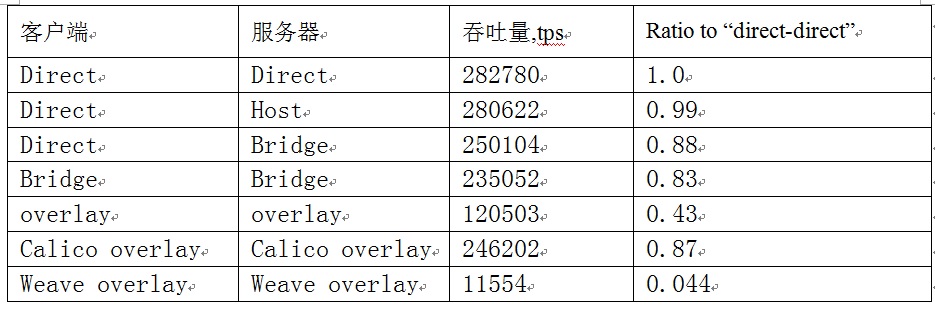 客户端 服务器 吞吐量,tps Ratio to “direct-direct”
Direct Direct 282780 1.0
Direct Host 280622 0.99
Direct Bridge 250104 0.88
Bridge Bridge 235052 0.83
overlay overlay 120503 0.43
Calico overlay Calico overlay 246202 0.87
Weave overlay Weave overlay 11554 0.044